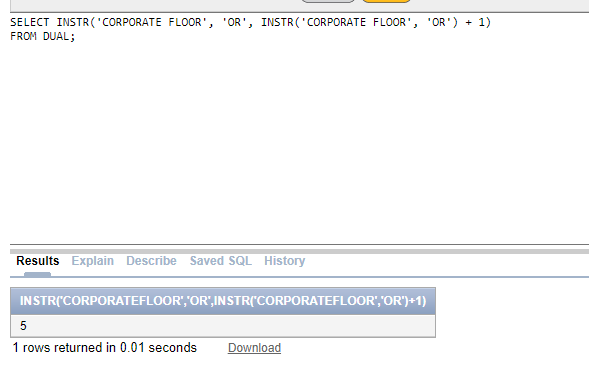 SELECT INSTR('CORPORATE FLOOR', 'OR', INSTR('CORPORATE FLOOR', 'OR') + 1)
FROM DUAL;
Results Explain Describe Saved SQL History
INSTR('CORPORATEFLOOR','OR',INSTR('CORPORATEFLOOR','OR')+1)
5
1 rows returned in 0.01 seconds Download